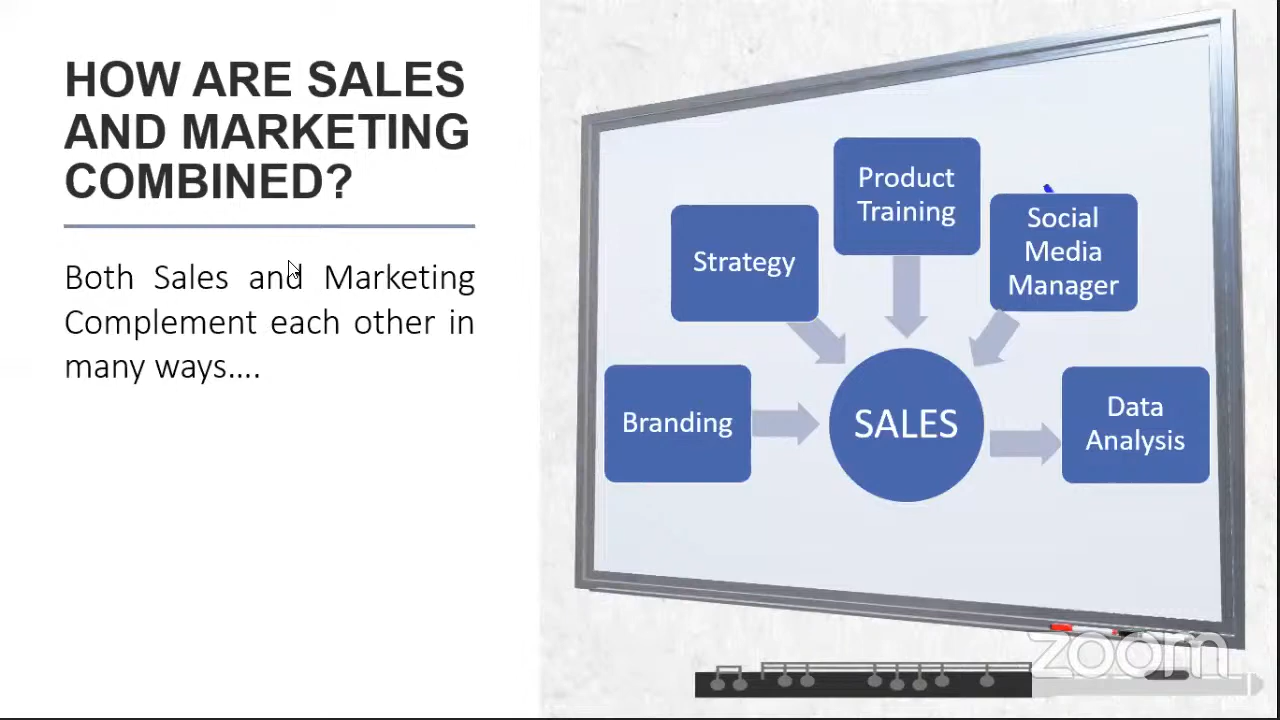 HOW ARE SALES
AND MARKETING
COMBINED?
Both Sales and Marketing
Complement each other in
many ways....
Product
Training
Social
Media
Manager
Strategy
Branding
SALES
Data
Analysis
zoom